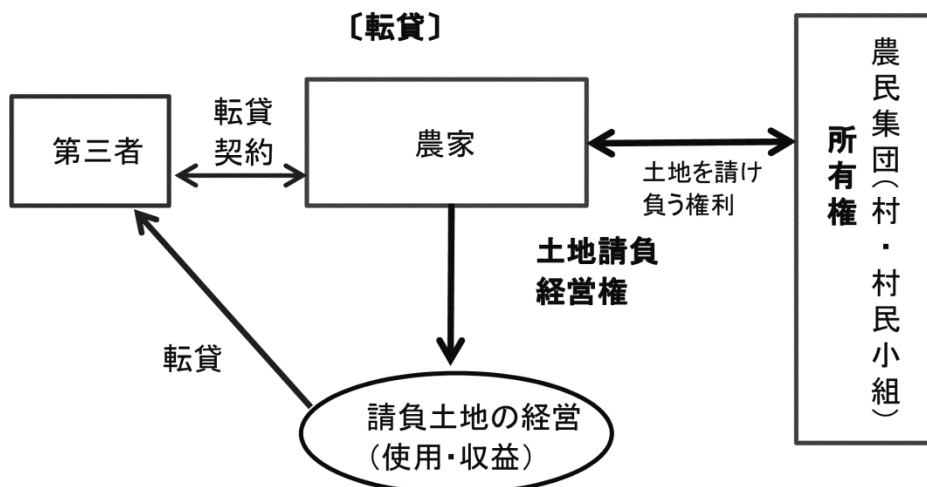 〔転貸〕
第三者
転貸
契約
農家
土地を請け
負う権利
所有権
農民集団（村・村民小組）
土地請負
経営権
転貸
請負土地の経営
（使用・収益）